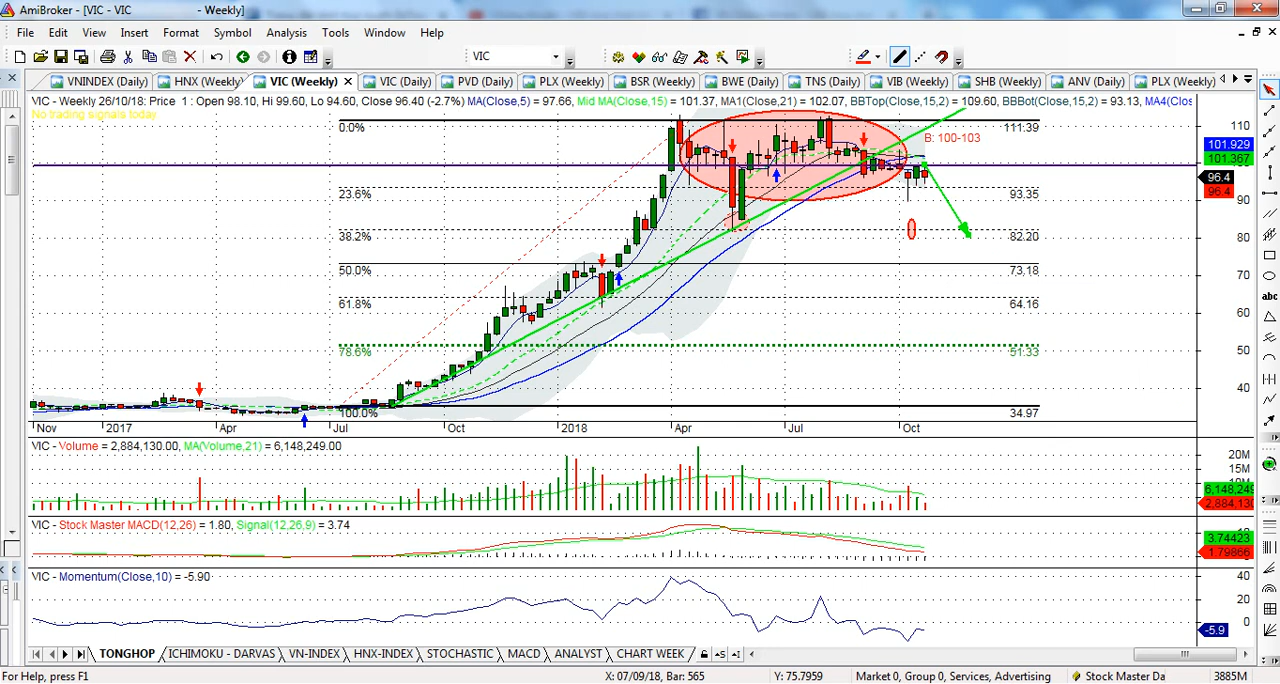 AmiBroker - [VIC - VIC - Weekly]
File Edit View Insert Format Symbol Analysis Tools Window Help
VIC
VNINDEX (Daily) HNX (Weekly) VIC (Weekly) VIC (Daily) PVD (Daily) PLX (Weekly) BSR (Weekly) BWE (Daily) TNS (Daily) VIB (Weekly) SHB (Weekly) ANV (Daily) PLX (Weekly)
VIC - Weekly 26/10/18: Price 1 : Open 98.10, Hi 99.60, Lo 94.60, Close 96.40 (-2.7%) MA(Close,5) = 97.66, Mid MA(Close,15) = 101.37, MA1(Close,21) = 102.07, BBTop(Close,15,2) = 109.60, BBBot(Close,15,2) = 93.13, MA4(Clos
No trading signals today
0.0% 111.39
B: 100-103
23.6% 93.35
38.2% 82.20
50.0% 73.18
61.8% 64.16
78.6% 51.33
100.0% 34.97
110
101.929
101.367
96.4
96.4
90
80
70
60
50
40
Nov 2017 Apr Jul Oct 2018 Apr Jul Oct
VIC - Volume = 2,884,130.00, MA(Volume,21) = 6,148,249.00
20M
15M
6,148,249
2,884,130
VIC - Stock Master MACD(12,26) = 1.80, Signal(12,26,9) = 3.74
3.74423
1.79866
VIC - Momentum(Close,10) = -5.90
40
20
0
-5.9
TONGHOP ICHIMOKU - DARVAS VN-INDEX HNX-INDEX STOCHASTIC MACD ANALYST CHART WEEK
For Help, press F1 X: 07/09/18, Bar: 565 Y: 75.7959 Market 0, Group 0, Services, Advertising Stock Master Da 3885M
abc